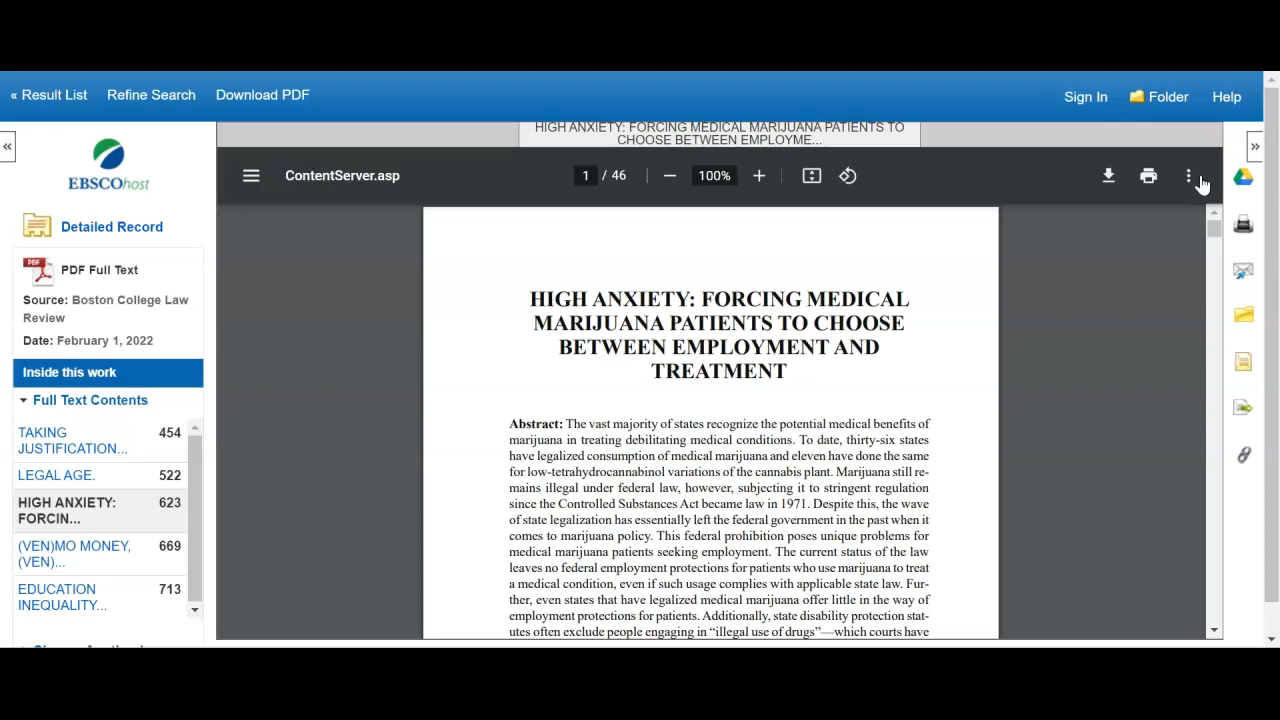 « Result List Refine Search Download PDF
Sign In Folder Help
HIGH ANXIETY: FORCING MEDICAL MARIJUANA PATIENTS TO
CHOOSE BETWEEN EMPLOYME...
«
»
EBSCOhost
Detailed Record
PDF
PDF Full Text
Source: Boston College Law
Review
Date: February 1, 2022
Inside this work
Full Text Contents
TAKING 454
JUSTIFICATION...
LEGAL AGE. 522
HIGH ANXIETY: 623
FORCIN...
(VEN)MO MONEY, 669
(VEN)...
EDUCATION 713
INEQUALITY...
ContentServer.asp
1 / 46
100%
HIGH ANXIETY: FORCING MEDICAL
MARIJUANA PATIENTS TO CHOOSE
BETWEEN EMPLOYMENT AND
TREATMENT
Abstract: The vast majority of states recognize the potential medical benefits of
marijuana in treating debilitating medical conditions. To date, thirty-six states
have legalized consumption of medical marijuana and eleven have done the same
for low-tetrahydrocannabinol variations of the cannabis plant. Marijuana still re-
mains illegal under federal law, however, subjecting it to stringent regulation
since the Controlled Substances Act became law in 1971. Despite this, the wave
of state legalization has essentially left the federal government in the past when it
comes to marijuana policy. This federal prohibition poses unique problems for
medical marijuana patients seeking employment. The current status of the law
leaves no federal employment protections for patients who use marijuana to treat
a medical condition, even if such usage complies with applicable state law. Fur-
ther, even states that have legalized medical marijuana offer little in the way of
employment protections for patients. Additionally, state disability protection stat-
utes often exclude people engaging in “illegal use of drugs”—which courts have